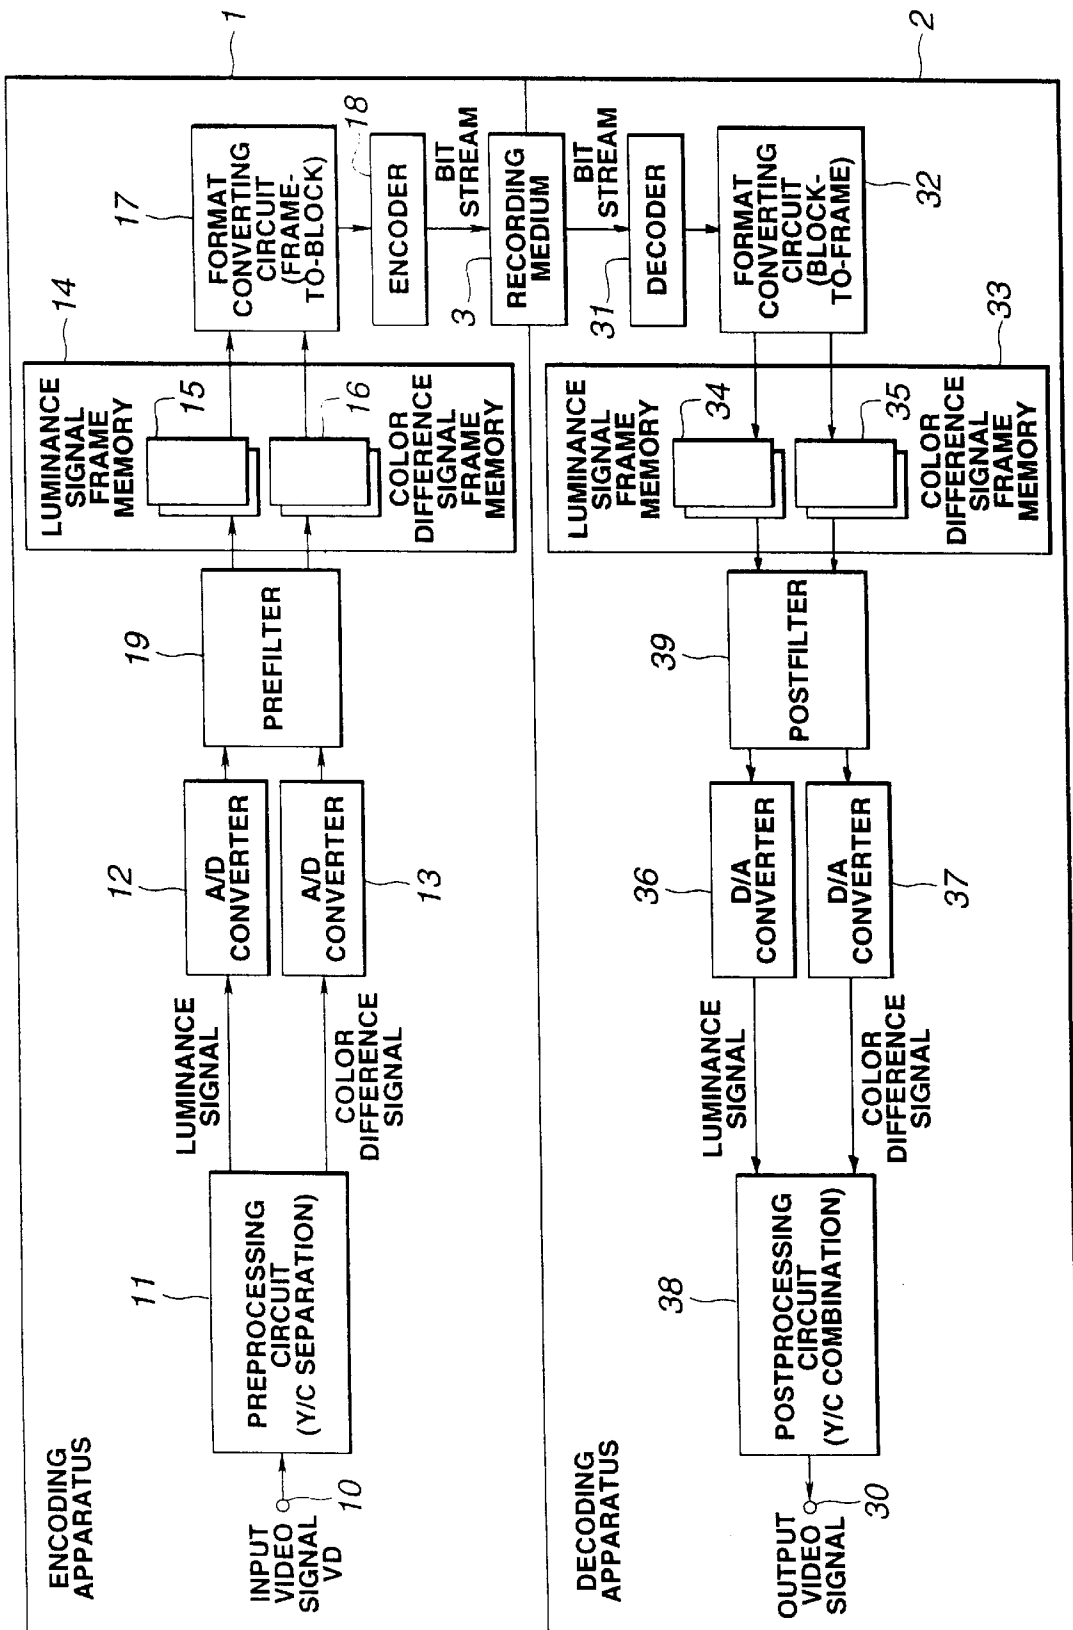 ENCODING
APPARATUS
1
INPUT
VIDEO
SIGNAL
VD
10
11
PREPROCESSING
CIRCUIT
(Y/C SEPARATION)
LUMINANCE
SIGNAL
COLOR
DIFFERENCE
SIGNAL
12
A/D
CONVERTER
A/D
CONVERTER
13
19
PREFILTER
14
LUMINANCE
SIGNAL
FRAME
MEMORY
15
16
COLOR
DIFFERENCE
SIGNAL
FRAME
MEMORY
17
FORMAT
CONVERTING
CIRCUIT
(FRAME-
TO-BLOCK)
18
ENCODER
BIT
STREAM
3
RECORDING
MEDIUM
BIT
STREAM
DECODING
APPARATUS
2
31
DECODER
FORMAT
CONVERTING
CIRCUIT
(BLOCK-
TO-FRAME)
32
33
LUMINANCE
SIGNAL
FRAME
MEMORY
34
35
COLOR
DIFFERENCE
SIGNAL
FRAME
MEMORY
39
POSTFILTER
36
D/A
CONVERTER
D/A
CONVERTER
37
LUMINANCE
SIGNAL
COLOR
DIFFERENCE
SIGNAL
38
POSTPROCESSING
CIRCUIT
(Y/C COMBINATION)
30
OUTPUT
VIDEO
SIGNAL